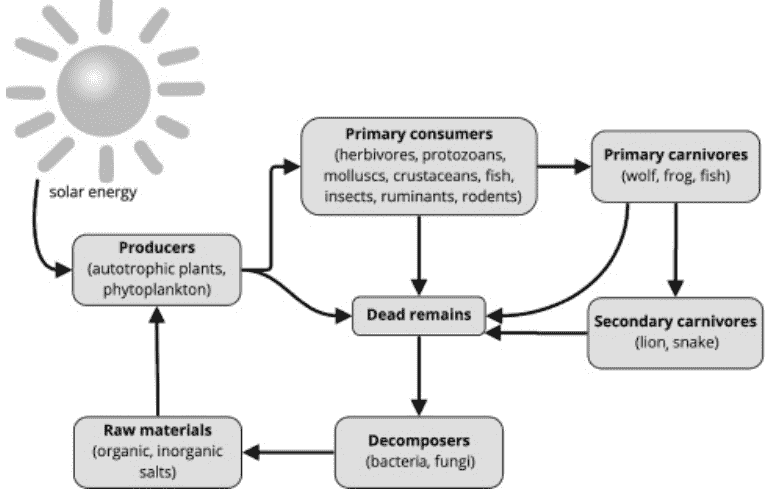 solar energy
Primary consumers
(herbivores, protozoans,
molluscs, crustaceans, fish,
insects, ruminants, rodents)
Primary carnivores
(wolf, frog, fish)
Producers
(autotrophic plants,
phytoplankton)
Dead remains
Secondary carnivores
(lion, snake)
Raw materials
(organic, inorganic
salts)
Decomposers
(bacteria, fungi)